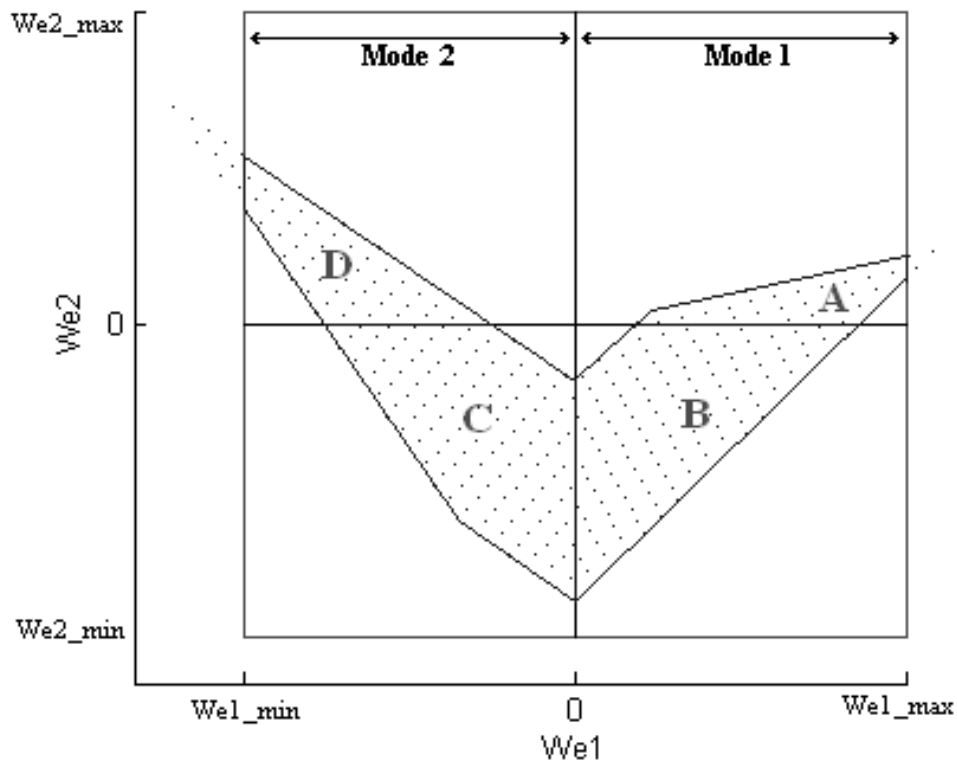 We2_max
Mode 2
Mode 1
D
A
We2
0
C
B
We2_min
We1_min
0
We1_max
We1